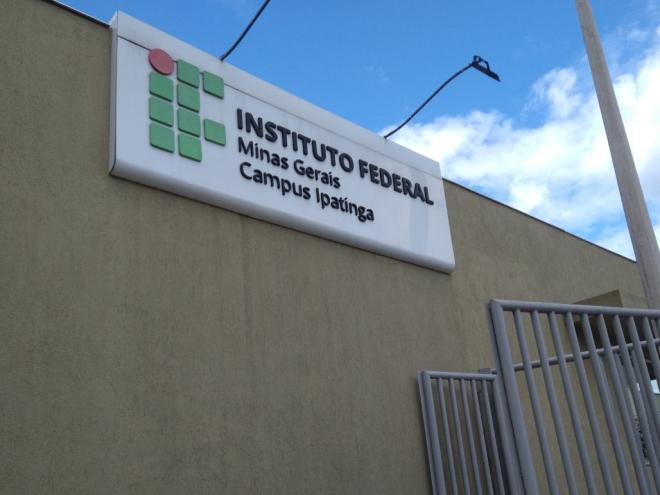 INSTITUTO FEDERAL
Minas Gerais
Campus Ipatinga